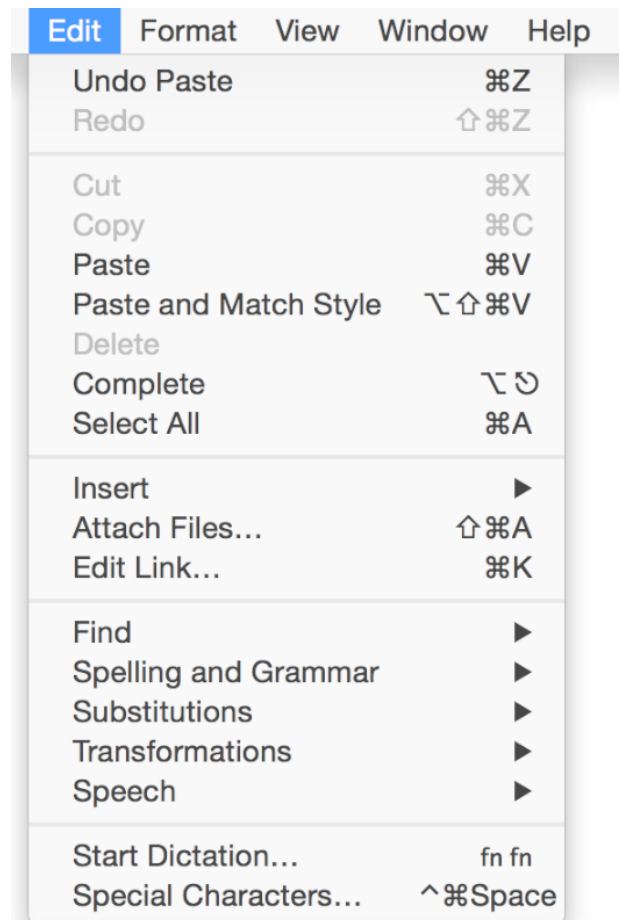 Edit Format View Window Help
Undo Paste ⌘Z
Redo ⇧⌘Z
Cut ⌘X
Copy ⌘C
Paste ⌘V
Paste and Match Style ⌥⇧⌘V
Delete
Complete ⌥⎋
Select All ⌘A
Insert ▶
Attach Files… ⇧⌘A
Edit Link… ⌘K
Find ▶
Spelling and Grammar ▶
Substitutions ▶
Transformations ▶
Speech ▶
Start Dictation… fn fn
Special Characters… ^⌘Space